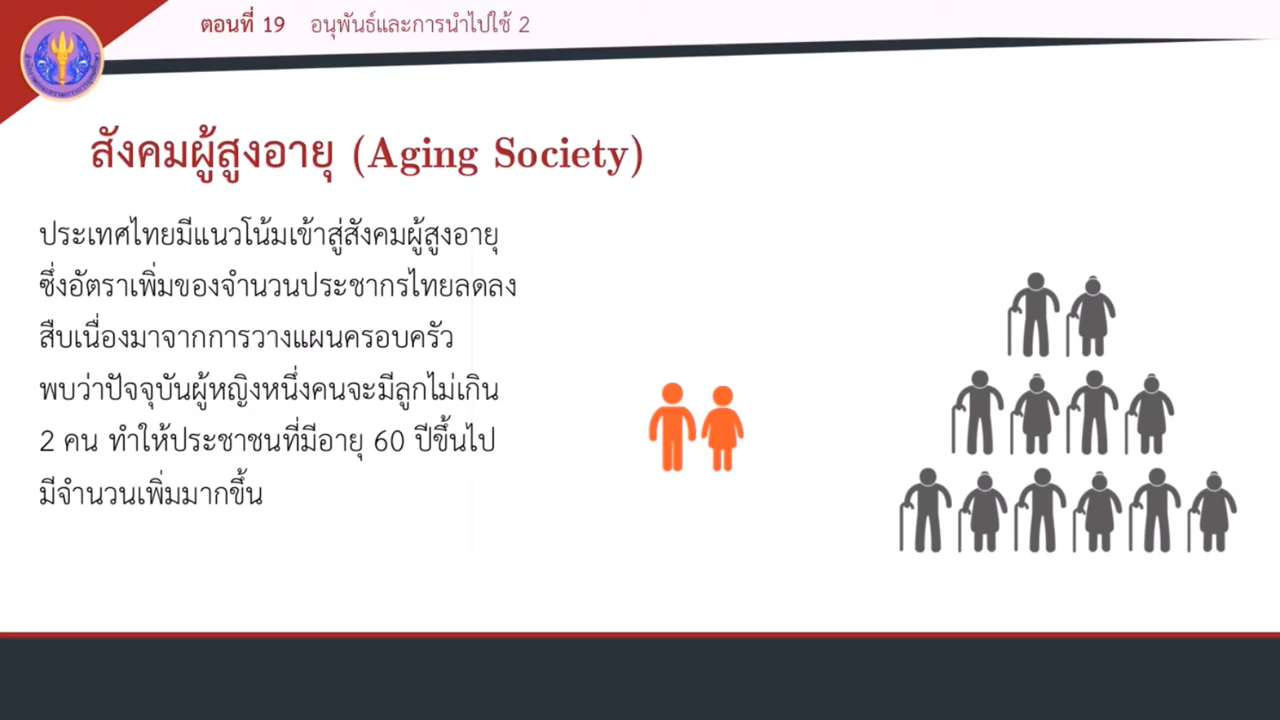 ตอนที่ 19 อนุพันธ์และการนำไปใช้ 2
สังคมผู้สูงอายุ (Aging Society)
ประเทศไทยมีแนวโน้มเข้าสู่สังคมผู้สูงอายุ
ซึ่งอัตราเพิ่มของจำนวนประชากรไทยลดลง
สืบเนื่องมาจากการวางแผนครอบครัว
พบว่าปัจจุบันผู้หญิงหนึ่งคนจะมีลูกไม่เกิน
2 คน ทำให้ประชาชนที่มีอายุ 60 ปีขึ้นไป
มีจำนวนเพิ่มมากขึ้น